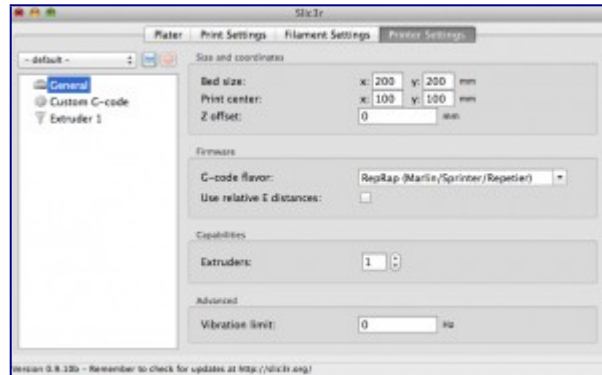 Slic3r
Plater Print Settings Filament Settings Printer Settings
- default -
General
Custom G-code
Extruder 1
Size and coordinates
Bed size: x: 200 y: 200 mm
Print center: x: 100 y: 100 mm
Z offset: 0 mm
Firmware
G-code flavor: RepRap (Marlin/Sprinter/Repetier)
Use relative E distances:
Capabilities
Extruders: 1
Advanced
Vibration limit: 0 Hz
Version 0.9.10b - Remember to check for updates at http://slic3r.org/